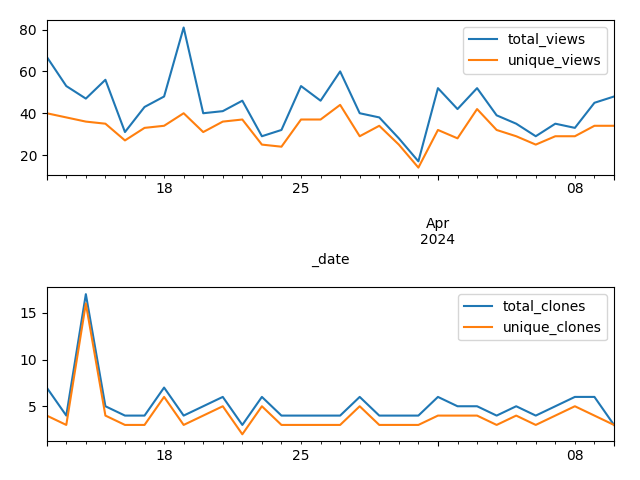 80
60
40
20
total_views
unique_views
18
25
08
Apr
2024
_date
15
10
5
total_clones
unique_clones
18
25
08